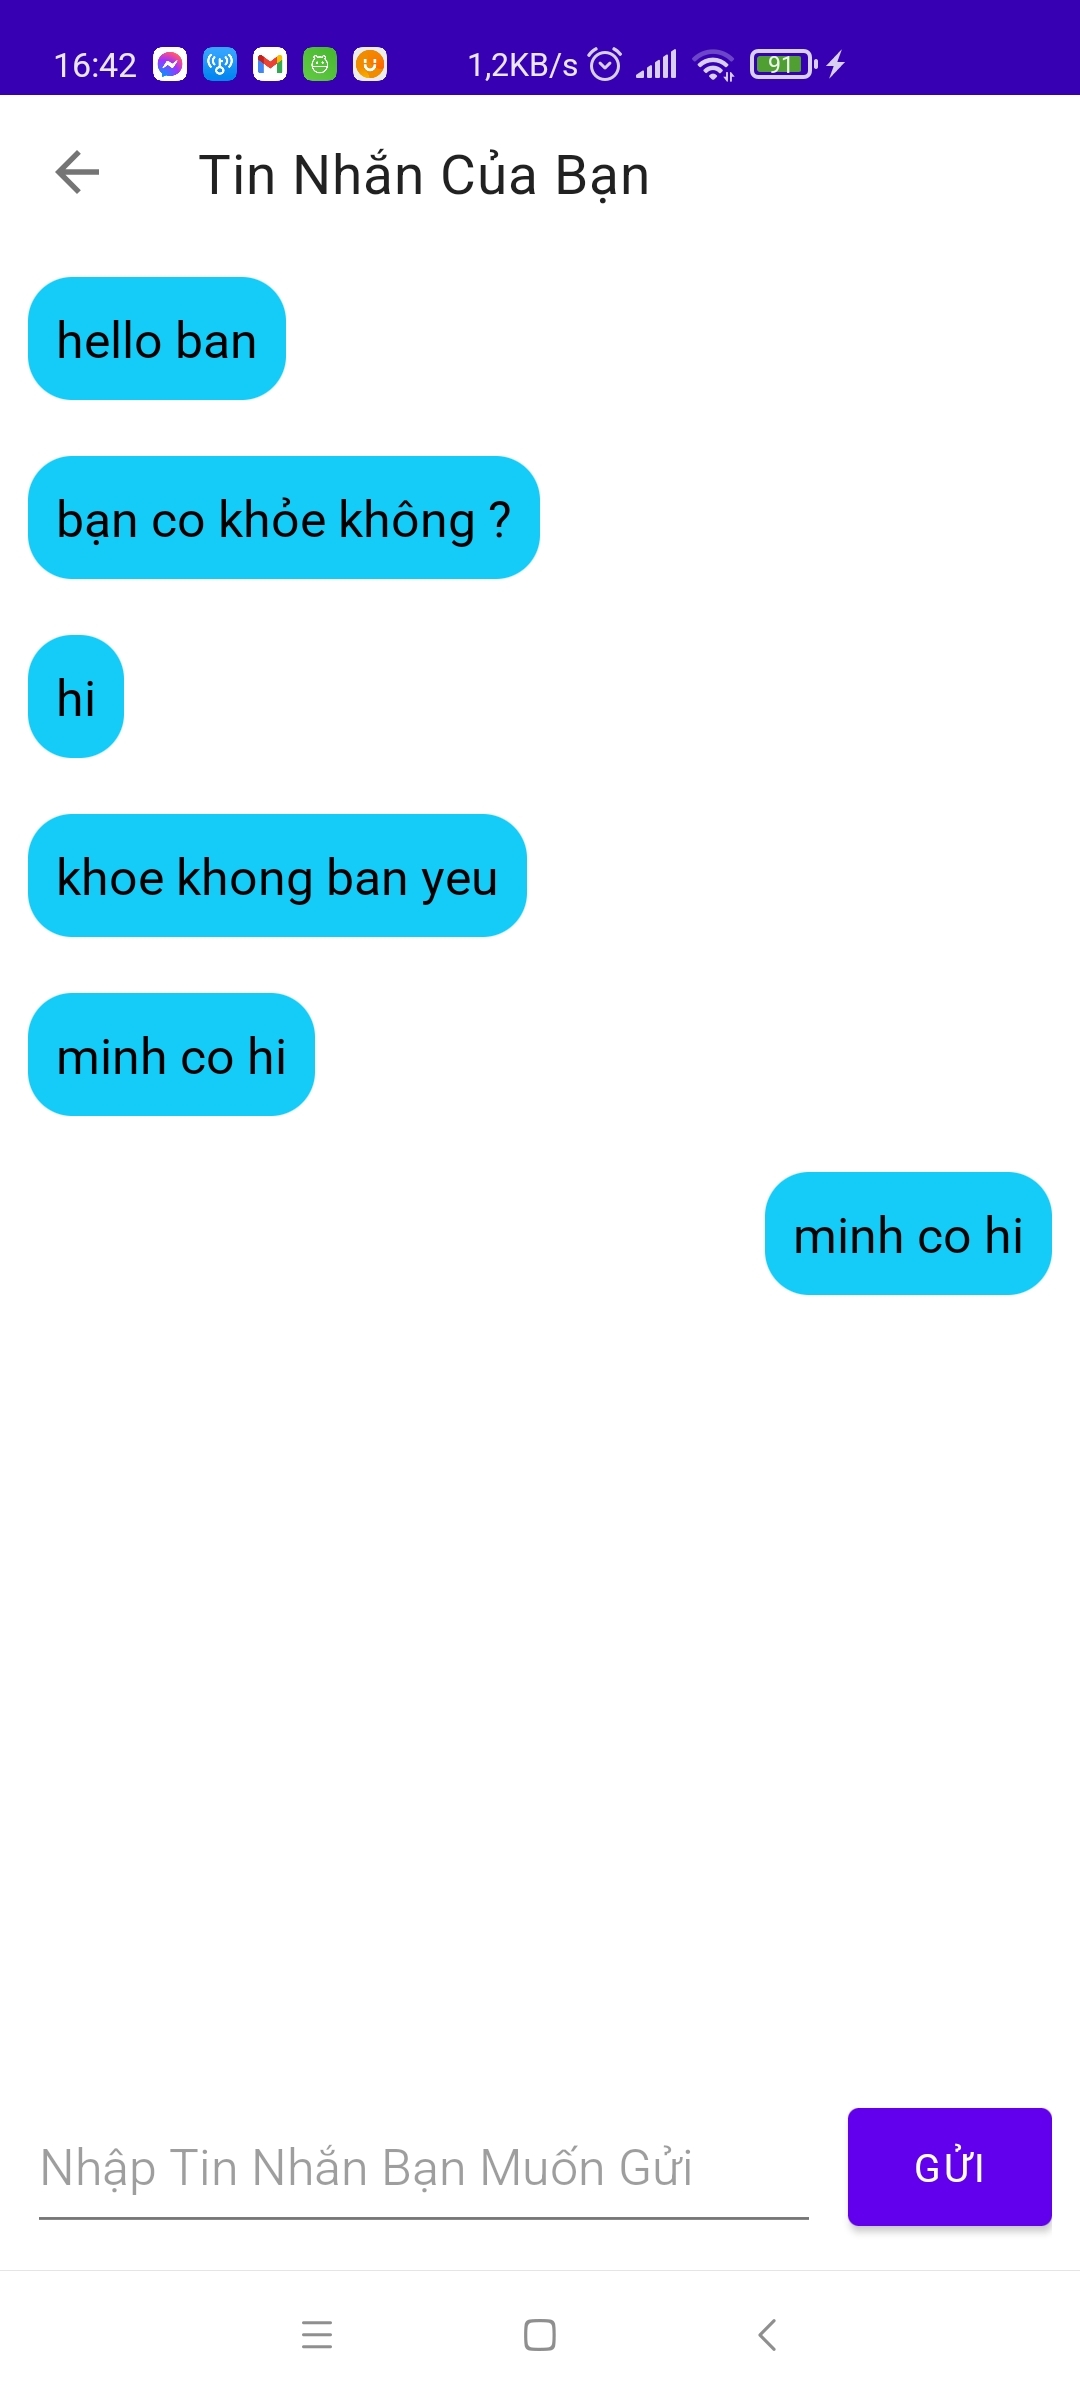 16:42 1,2KB/s 91
Tin Nhắn Của Bạn
hello ban
bạn co khỏe không ?
hi
khoe khong ban yeu
minh co hi
minh co hi
Nhập Tin Nhắn Bạn Muốn Gửi
GỬI